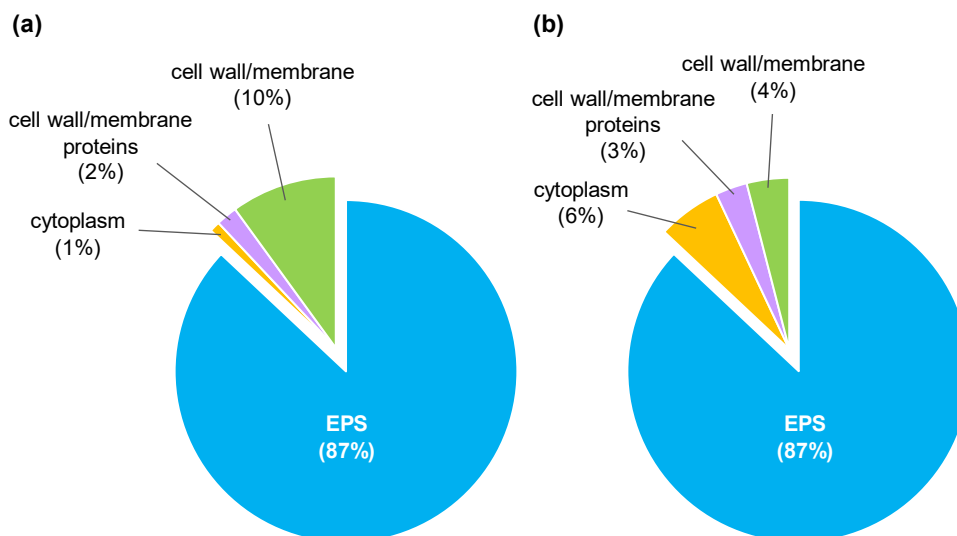 (a)
cell wall/membrane
(10%)
cell wall/membrane
proteins
(2%)
cytoplasm
(1%)
EPS
(87%)
(b)
cell wall/membrane
(4%)
cell wall/membrane
proteins
(3%)
cytoplasm
(6%)
EPS
(87%)